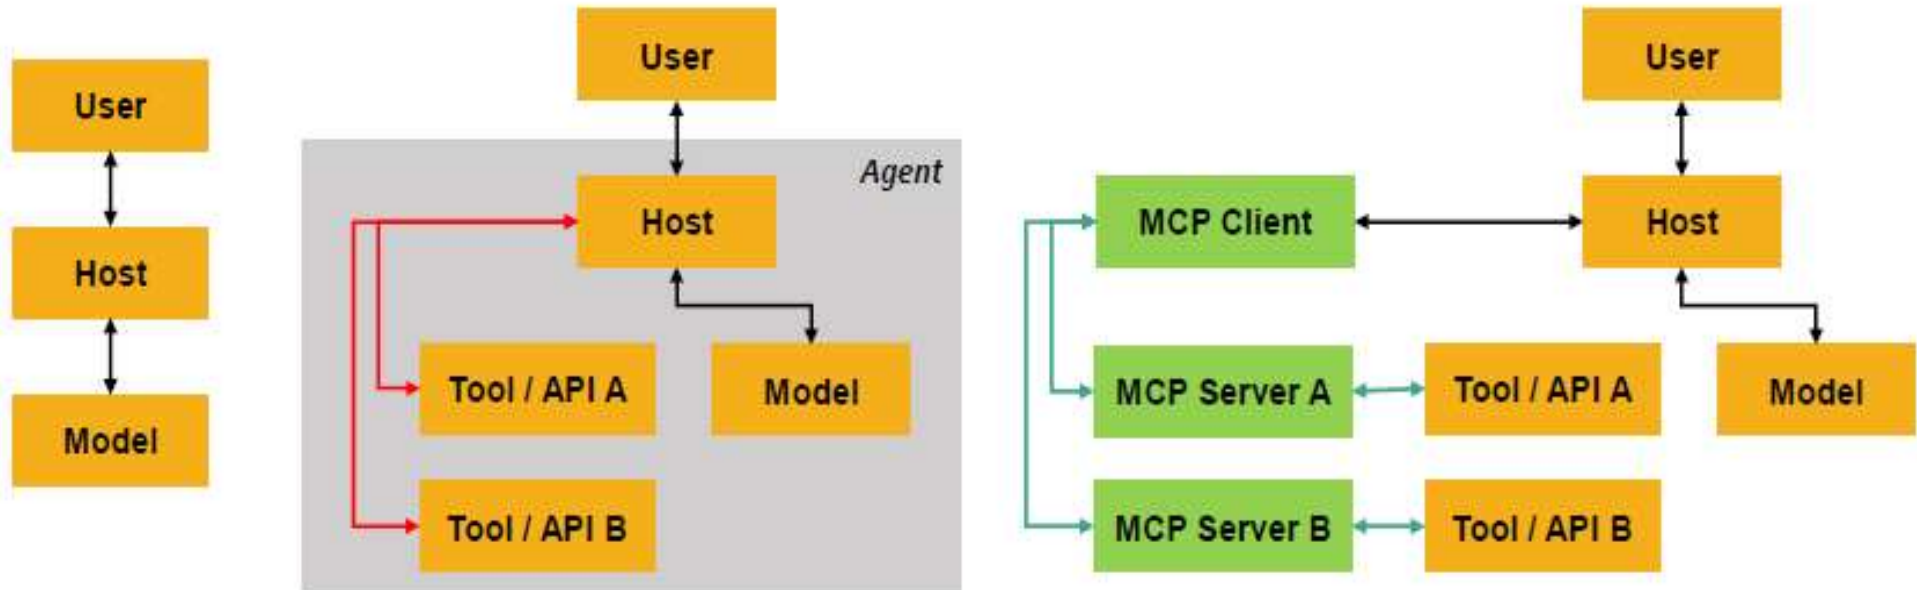 User
Host
Model
User
Agent
Host
Tool / API A
Model
Tool / API B
User
MCP Client
Host
MCP Server A
Tool / API A
Model
MCP Server B
Tool / API B